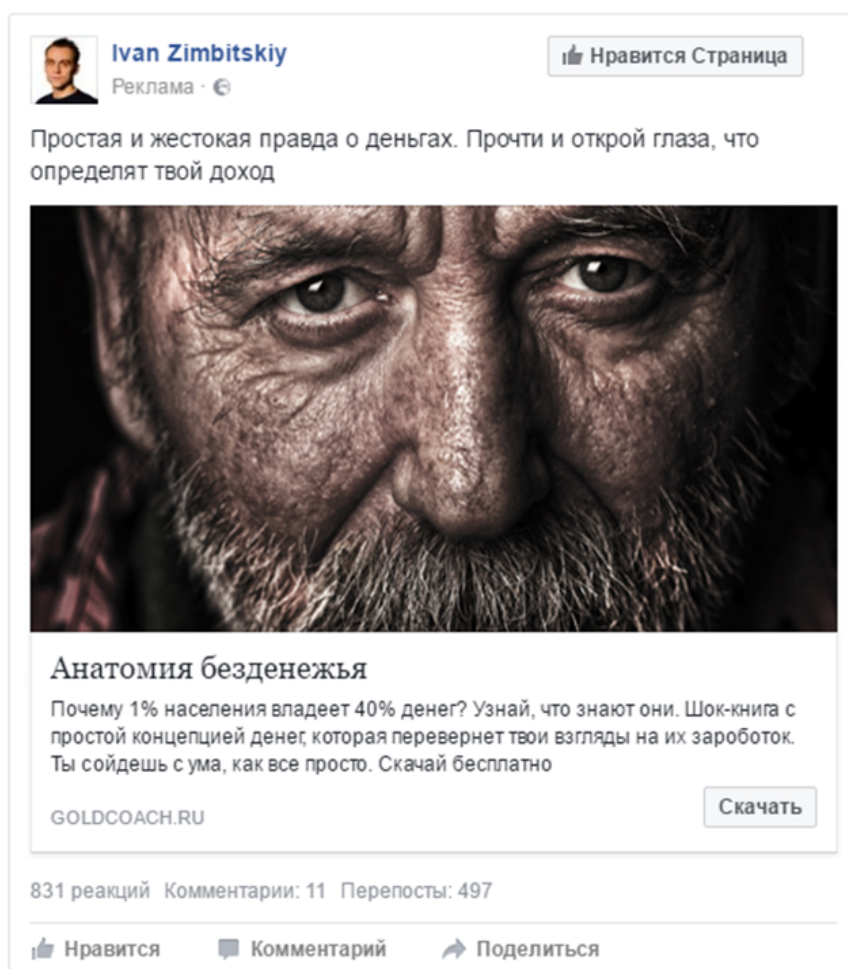 Ivan Zimbitskiy
Нравится Страница
Реклама ·
Простая и жестокая правда о деньгах. Прочти и открой глаза, что
определят твой доход
Анатомия безденежья
Почему 1% населения владеет 40% денег? Узнай, что знают они. Шок-книга с
простой концепцией денег, которая перевернет твои взгляды на их зароботок.
Ты сойдешь с ума, как все просто. Скачай бесплатно
GOLDCOACH.RU
Скачать
831 реакций Комментарии: 11 Перепосты: 497
Нравится Комментарий Поделиться